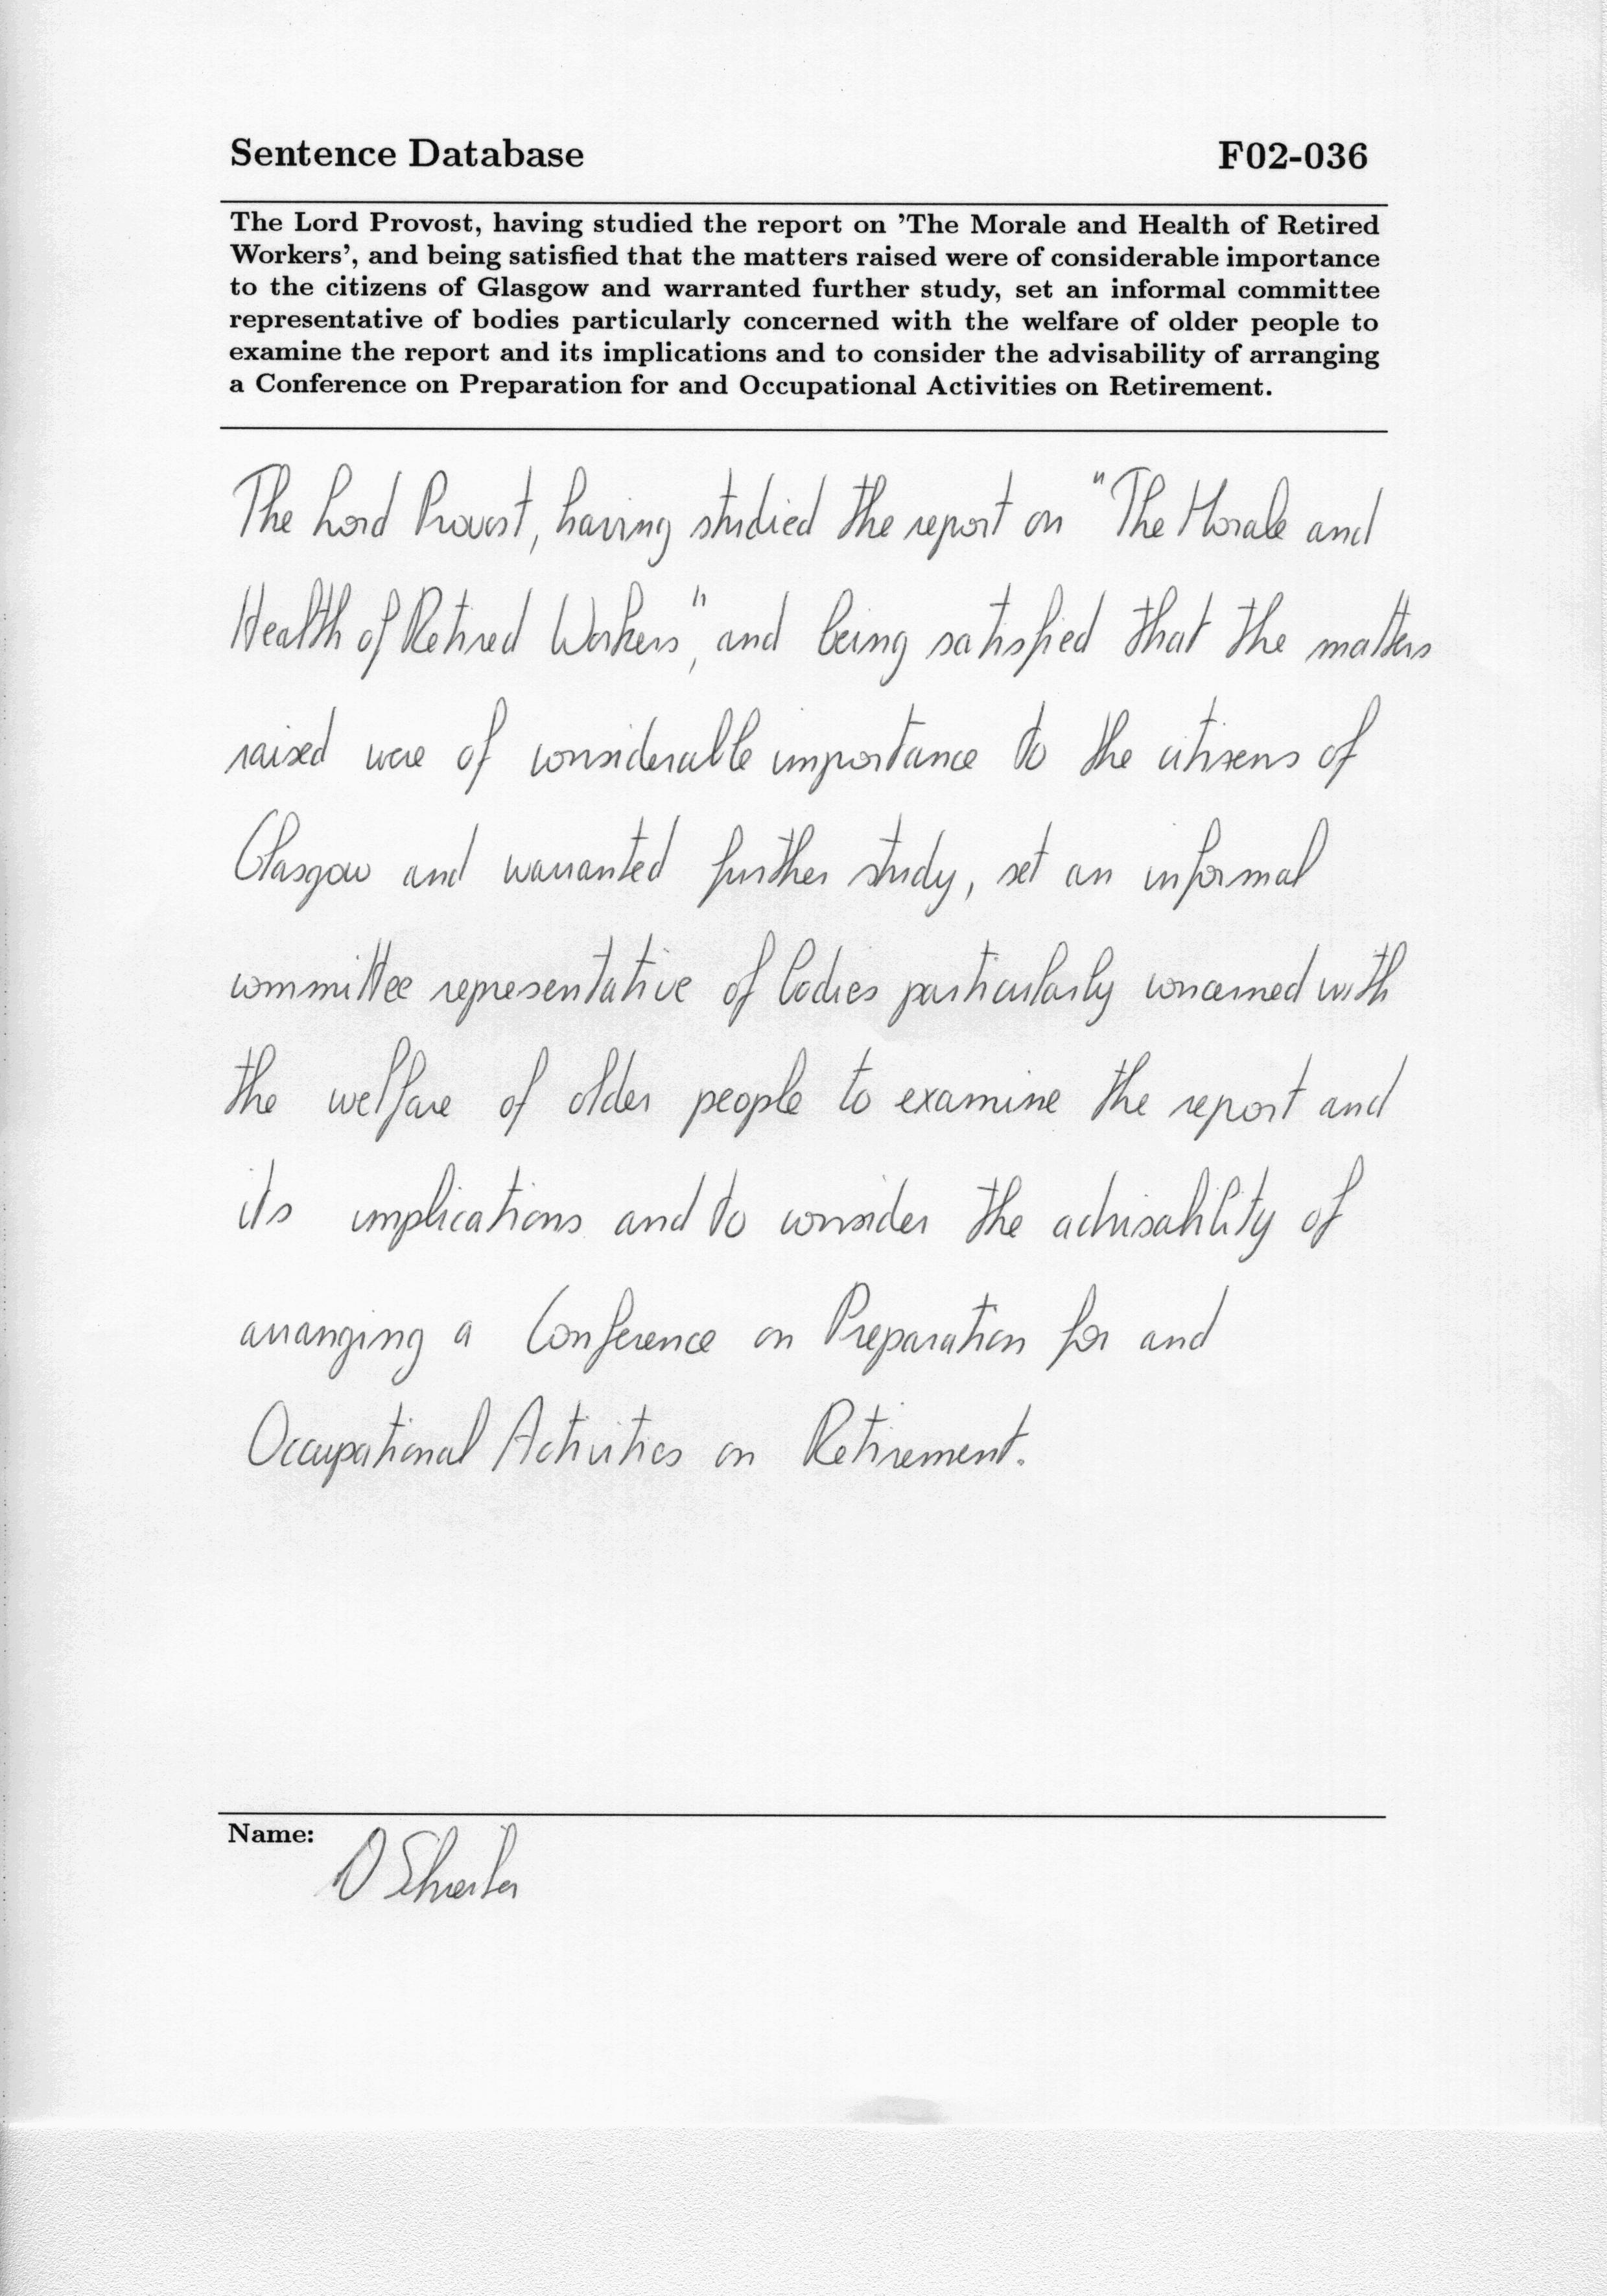 Sentence Database F02-036
The Lord Provost, having studied the report on 'The Morale and Health of Retired
Workers', and being satisfied that the matters raised were of considerable importance
to the citizens of Glasgow and warranted further study, set an informal committee
representative of bodies particularly concerned with the welfare of older people to
examine the report and its implications and to consider the advisability of arranging
a Conference on Preparation for and Occupational Activities on Retirement.
The Lord Provost, having studied the report on "The Morale and
Health of Retired Workers", and being satisfied that the matters
raised were of considerable importance to the citizens of
Glasgow and warranted further study, set an informal
committee representative of bodies particularly concerned with
the welfare of older people to examine the report and
its implications and to consider the advisability of
arranging a Conference on Preparation for and
Occupational Activities on Retirement.
Name:
D